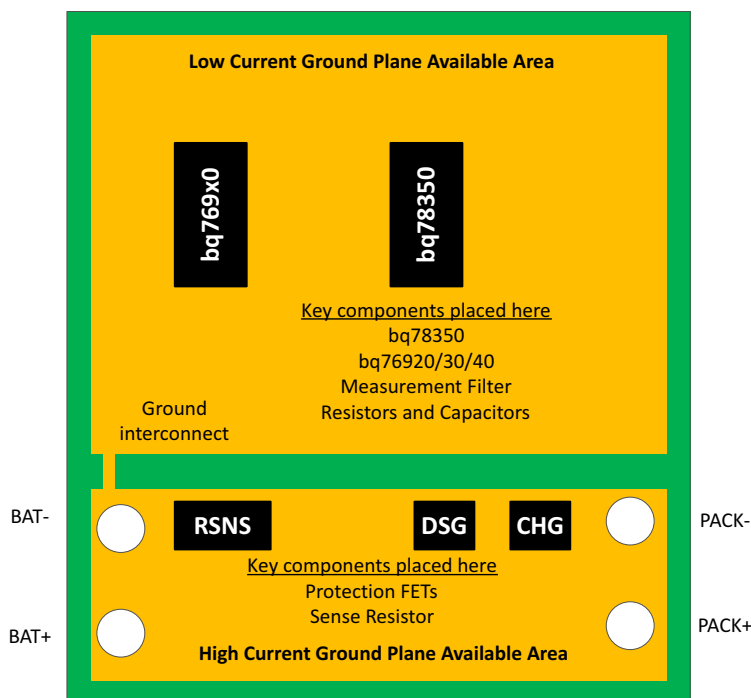 Low Current Ground Plane Available Area
bq769x0
bq78350
Key components placed here
bq78350
bq76920/30/40
Measurement Filter
Resistors and Capacitors
Ground
interconnect
BAT-
RSNS
DSG
CHG
PACK-
Key components placed here
Protection FETs
Sense Resistor
BAT+
PACK+
High Current Ground Plane Available Area